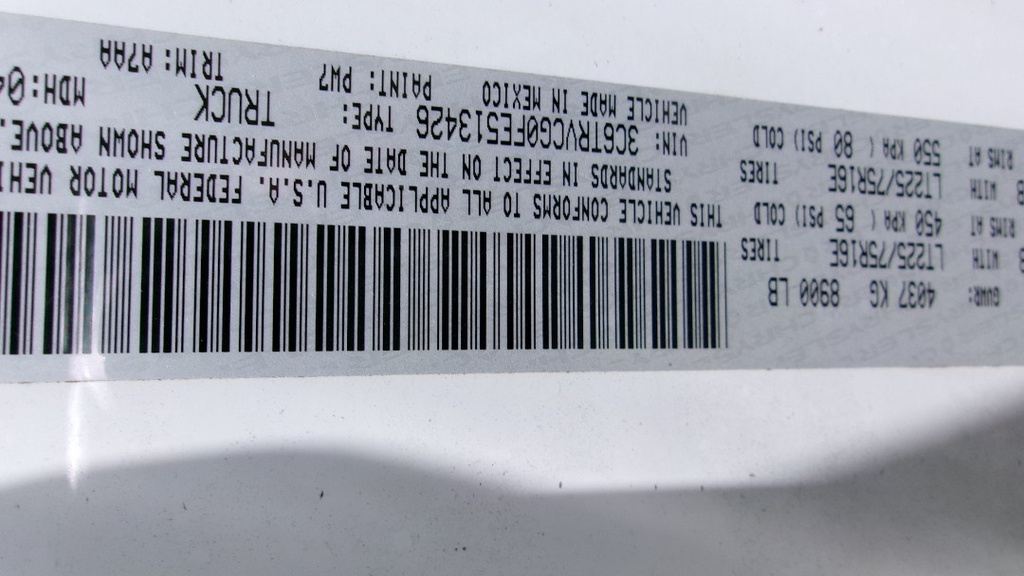 GVWR: 4037 KG 8900 LB
WITH LT225/75R16E TIRES
RIMS AT 450 KPA ( 65 PSI) COLD
WITH LT225/75R16E TIRES
RIMS AT 550 KPA ( 80 PSI) COLD
THIS VEHICLE CONFORMS TO ALL APPLICABLE U.S.A. FEDERAL MOTOR VEHI
STANDARDS IN EFFECT ON THE DATE OF MANUFACTURE SHOWN ABOVE.
VIN: 3C6TRVCG0FE513426 TYPE: TRUCK MDH:04
VEHICLE MADE IN MEXICO PAINT: PW7 TRIM: A7AA